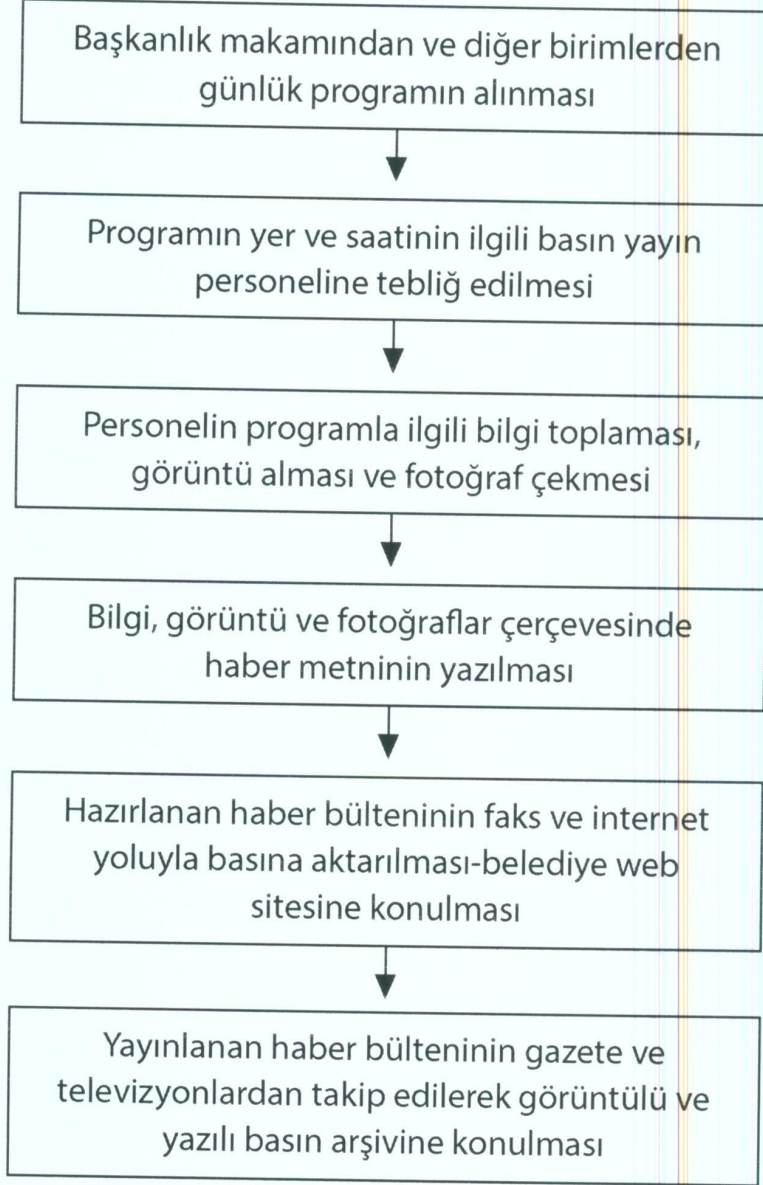 Başkanlık makamından ve diğer birimlerden
günlük programın alınması
Programın yer ve saatinin ilgili basın yayın
personeline tebliğ edilmesi
Personelin programla ilgili bilgi toplaması,
görüntü alması ve fotoğraf çekmesi
Bilgi, görüntü ve fotoğraflar çerçevesinde
haber metninin yazılması
Hazırlanan haber bülteninin faks ve internet
yoluyla basına aktarılması-belediye web
sitesine konulması
Yayınlanan haber bülteninin gazete ve
televizyonlardan takip edilerek görüntülü ve
yazılı basın arşivine konulması